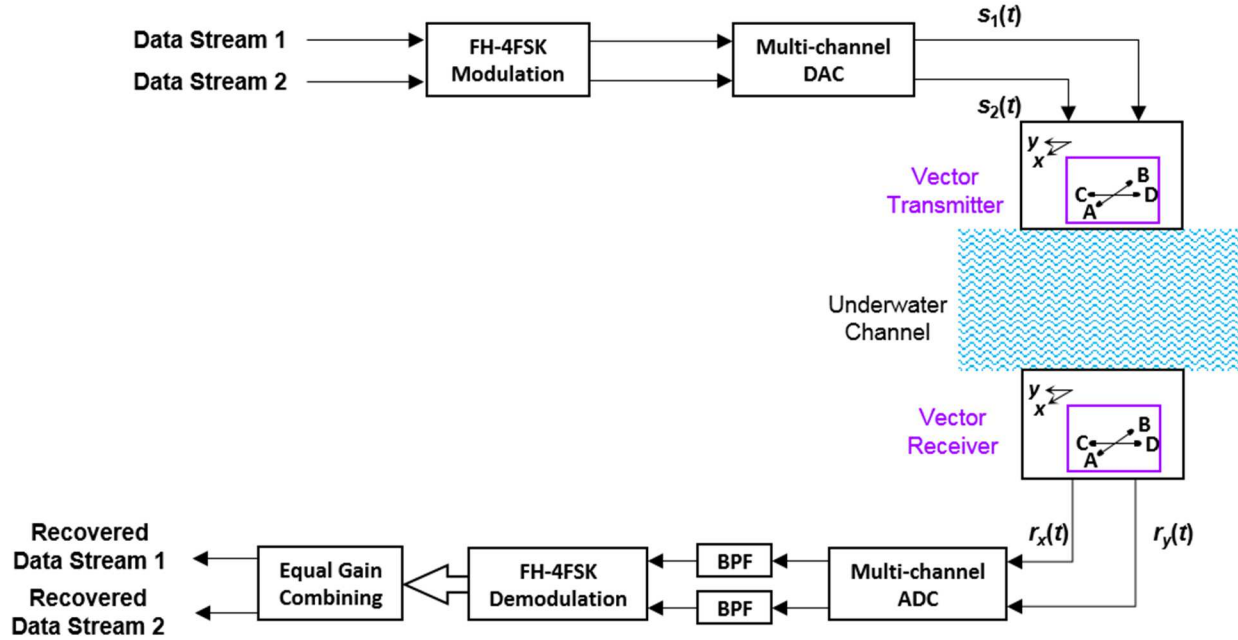 Data Stream 1
Data Stream 2
FH-4FSK
Modulation
Multi-channel
DAC
s1(t)
s2(t)
y
x
B
C
D
A
Vector
Transmitter
Underwater
Channel
y
x
B
C
D
A
Vector
Receiver
rx(t)
ry(t)
Recovered
Data Stream 1
Recovered
Data Stream 2
Equal Gain
Combining
FH-4FSK
Demodulation
BPF
BPF
Multi-channel
ADC